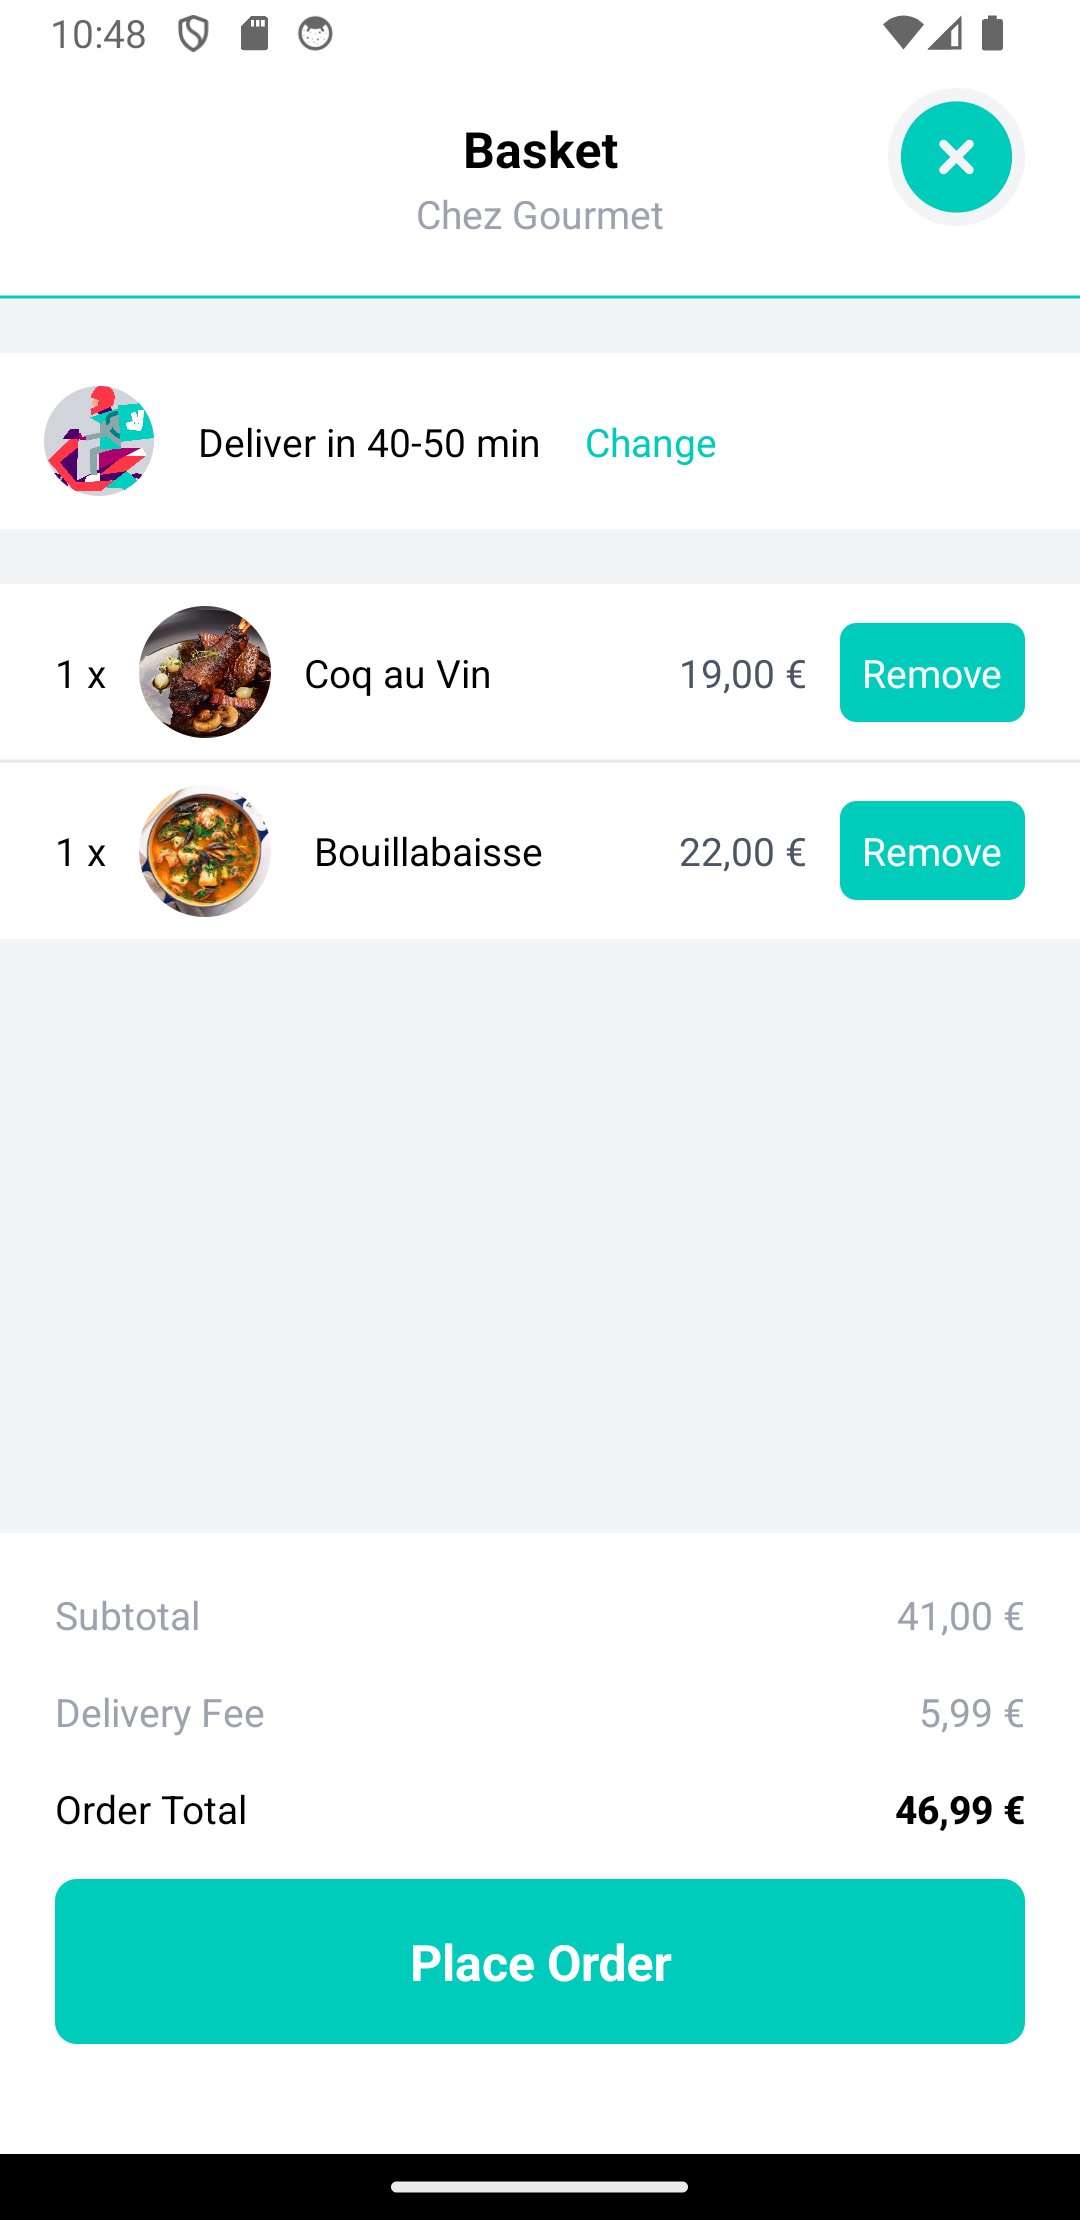 10:48
Basket
Chez Gourmet
Deliver in 40-50 min Change
1 x Coq au Vin 19,00 € Remove
1 x Bouillabaisse 22,00 € Remove
Subtotal 41,00 €
Delivery Fee 5,99 €
Order Total 46,99 €
Place Order